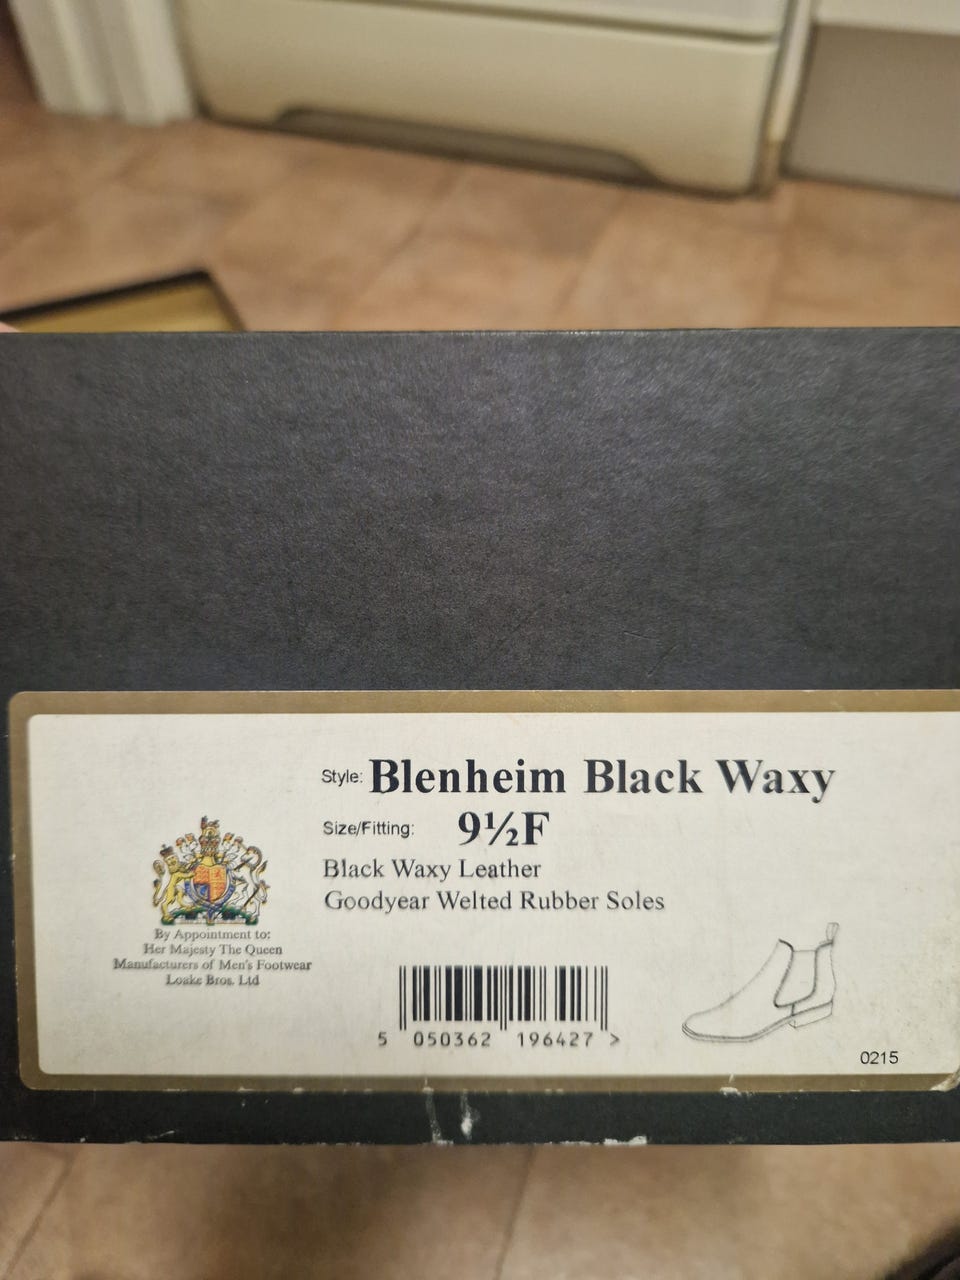 Style: Blenheim Black Waxy
Size/Fitting: 9½F
Black Waxy Leather
Goodyear Welted Rubber Soles
By Appointment to:
Her Majesty The Queen
Manufacturers of Men's Footwear
Loake Bros. Ltd
5 050362 196427 >
0215